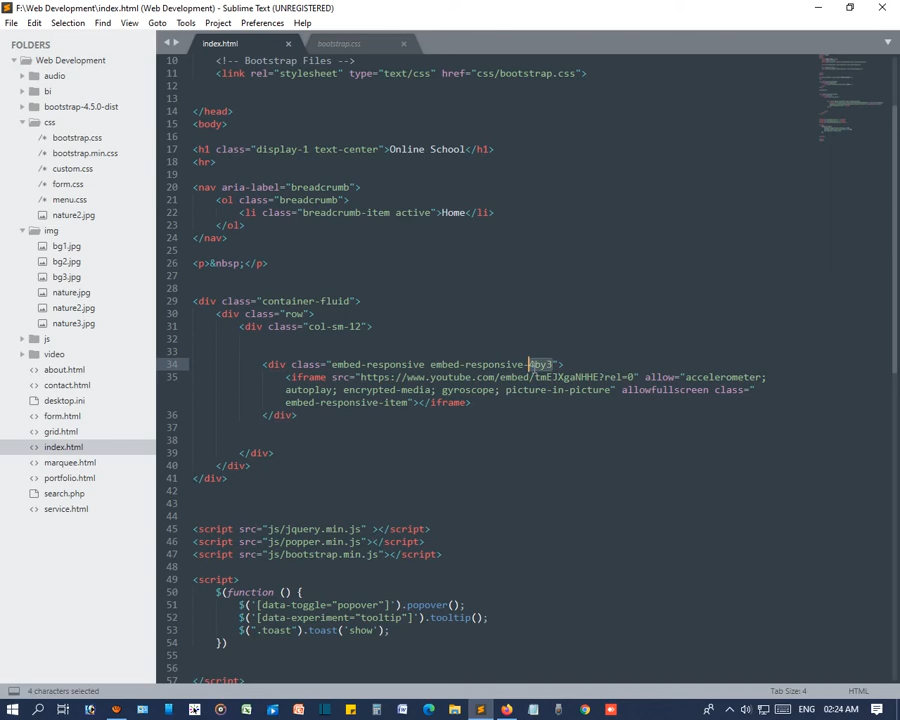 F:\Web Development\index.html - Sublime Text (UNREGISTERED)
File Edit Selection Find View Goto Tools Project Preferences Help
FOLDERS
Web Development
audio
bi
bootstrap-4.5.0-dist
css
bootstrap.css
bootstrap.min.css
custom.css
form.css
menu.css
nature2.jpg
img
bg1.jpg
bg2.jpg
bg3.jpg
nature.jpg
nature2.jpg
nature3.jpg
js
video
about.html
contact.html
desktop.ini
form.html
grid.html
index.html
marquee.html
portfolio.html
search.php
service.html
index.html bootstrap.css
10 <!-- Bootstrap Files -->
11 <link rel="stylesheet" type="text/css" href="css/bootstrap.css">
12
13
14 </head>
15 <body>
16
17 <h1 class="display-1 text-center">Online School</h1>
18 <hr>
19
20 <nav aria-label="breadcrumb">
21 <ol class="breadcrumb">
22 <li class="breadcrumb-item active">Home</li>
23 </ol>
24 </nav>
25
26 <p>&nbsp;</p>
27
28
29 <div class="container-fluid">
30 <div class="row">
31 <div class="col-sm-12">
32
33
34 <div class="embed-responsive embed-responsive-4by3">
35 <iframe src="https://www.youtube.com/embed/tmEJXgaNHHE?rel=0" allow="accelerometer;
autoplay; encrypted-media; gyroscope; picture-in-picture" allowfullscreen class="
embed-responsive-item"></iframe>
36 </div>
37
38
39 </div>
40 </div>
41 </div>
42
43
44
45 <script src="js/jquery.min.js" ></script>
46 <script src="js/popper.min.js"></script>
47 <script src="js/bootstrap.min.js"></script>
48
49 <script>
50 $(function () {
51 $('[data-toggle="popover"]').popover();
52 $('[data-experiment="tooltip"]').tooltip();
53 $(".toast").toast('show');
54 })
55
56
57 </script>
4 characters selected
Tab Size: 4
HTML
02:24 AM